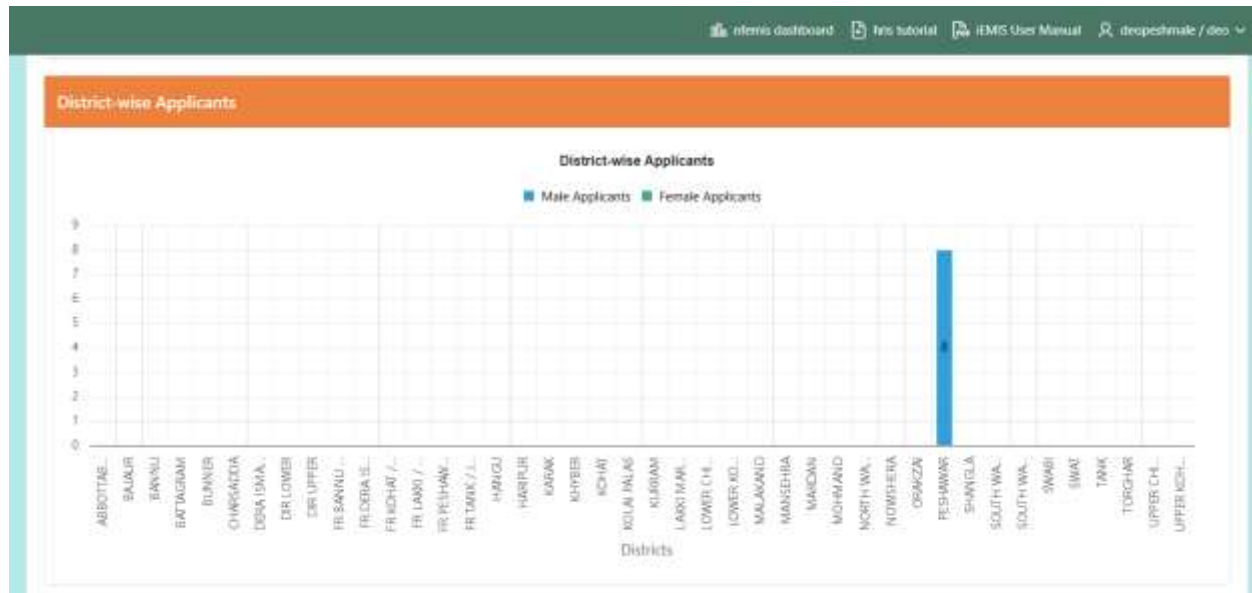 nfemis dashboard hris tutorial iEMIS User Manual deopeshmale / deo
District-wise Applicants
District-wise Applicants
Male Applicants Female Applicants
9
8
7
6
5
4
3
2
1
0
8
ABBOTTAB...
BAJAUR
BANNU
BATTAGRAM
BUNNER
CHARSADDA
DERA ISMA...
DIR LOWER
DIR UPPER
FR BANNU ...
FR DERA IS...
FR KOHAT /...
FR LAKKI / ...
FR PESHAW...
FR TANK / J...
HANGU
HARIPUR
KARAK
KHYBER
KOHAT
KOLAI PALAS
KURRAM
LAKKI MAR...
LOWER CHI...
LOWER KO...
MALAKAND
MANSEHRA
MARDAN
MOHMAND
NORTH WA...
NOWSHERA
ORAKZAI
PESHAWAR
SHANGLA
SOUTH WA...
SOUTH WA...
SWABI
SWAT
TANK
TORGHAR
UPPER CHI...
UPPER KOH...
Districts